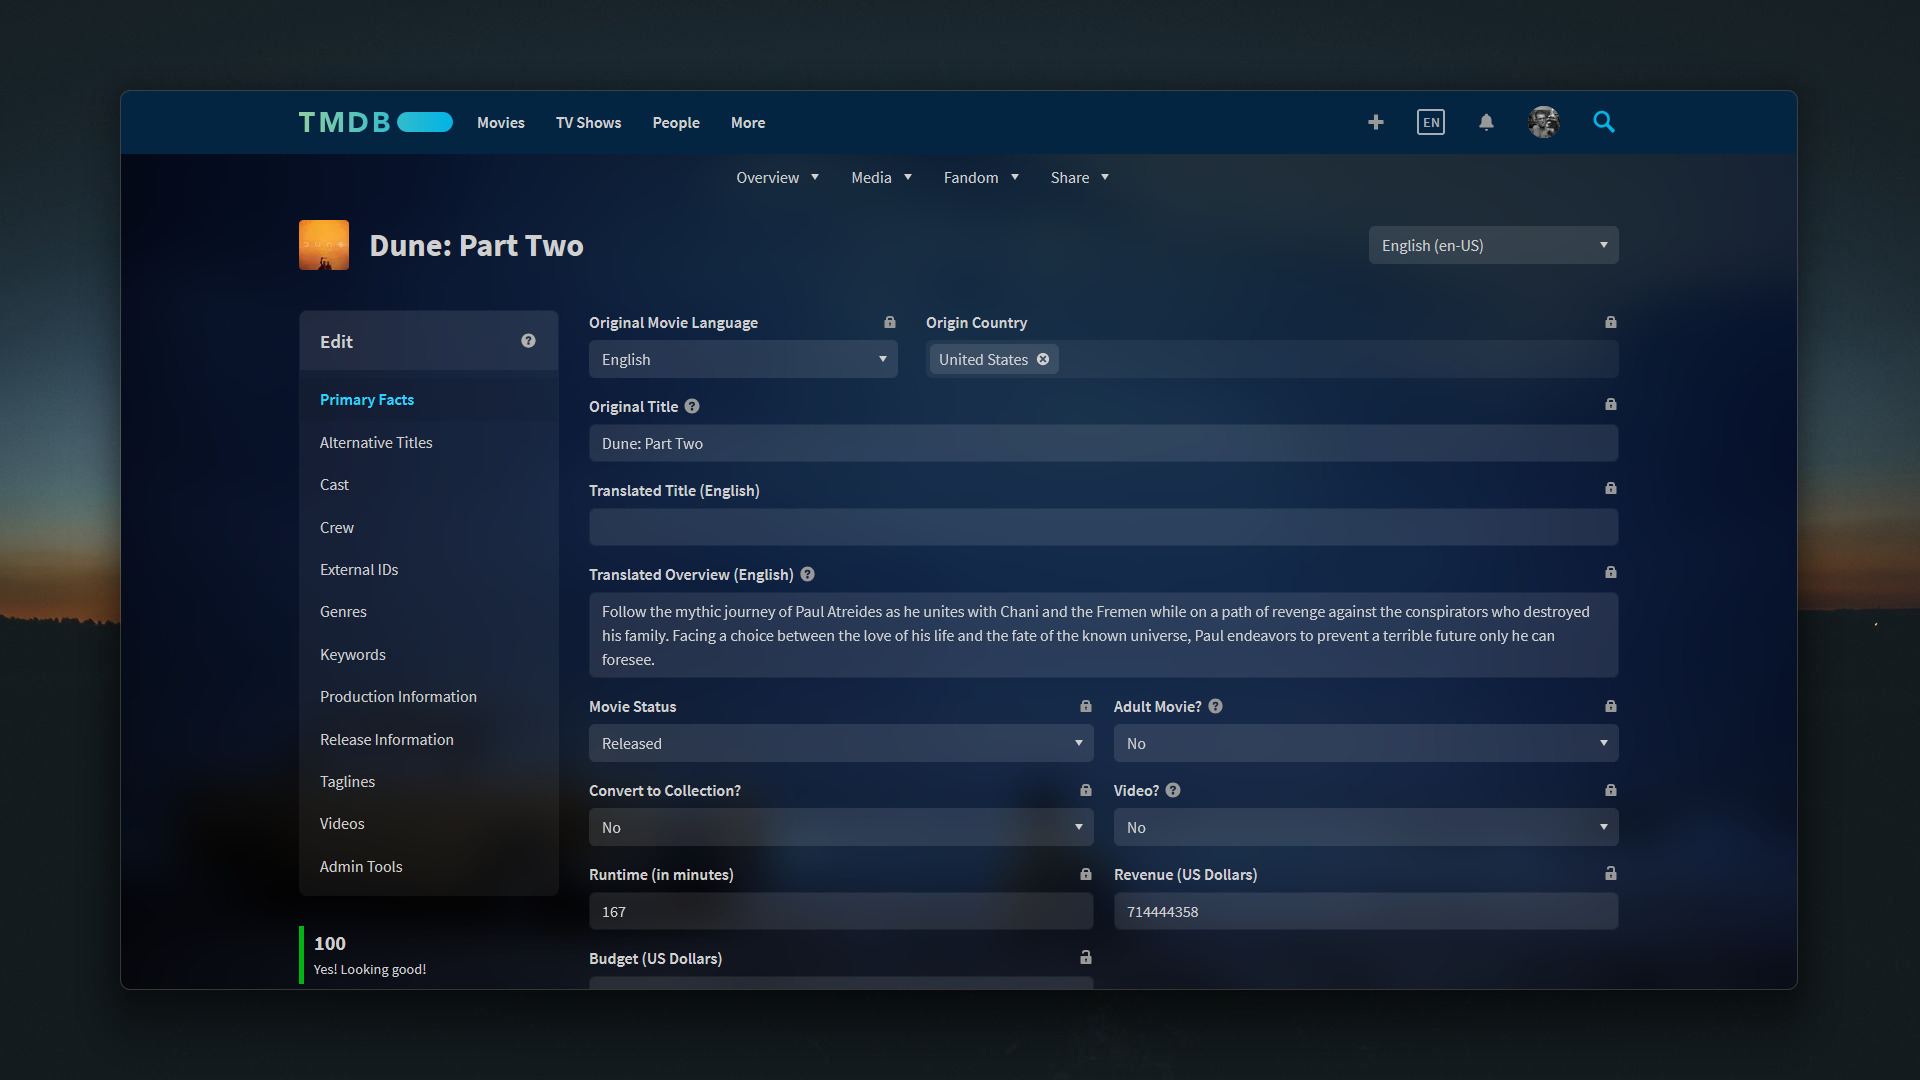 TMDB
Movies TV Shows People More EN
Overview Media Fandom Share
Dune: Part Two English (en-US)
Edit
Primary Facts
Alternative Titles
Cast
Crew
External IDs
Genres
Keywords
Production Information
Release Information
Taglines
Videos
Admin Tools
100
Yes! Looking good!
Original Movie Language Origin Country
English United States
Original Title
Dune: Part Two
Translated Title (English)
Translated Overview (English)
Follow the mythic journey of Paul Atreides as he unites with Chani and the Fremen while on a path of revenge against the conspirators who destroyed
his family. Facing a choice between the love of his life and the fate of the known universe, Paul endeavors to prevent a terrible future only he can
foresee.
Movie Status Adult Movie?
Released No
Convert to Collection? Video?
No No
Runtime (in minutes) Revenue (US Dollars)
167 714444358
Budget (US Dollars)